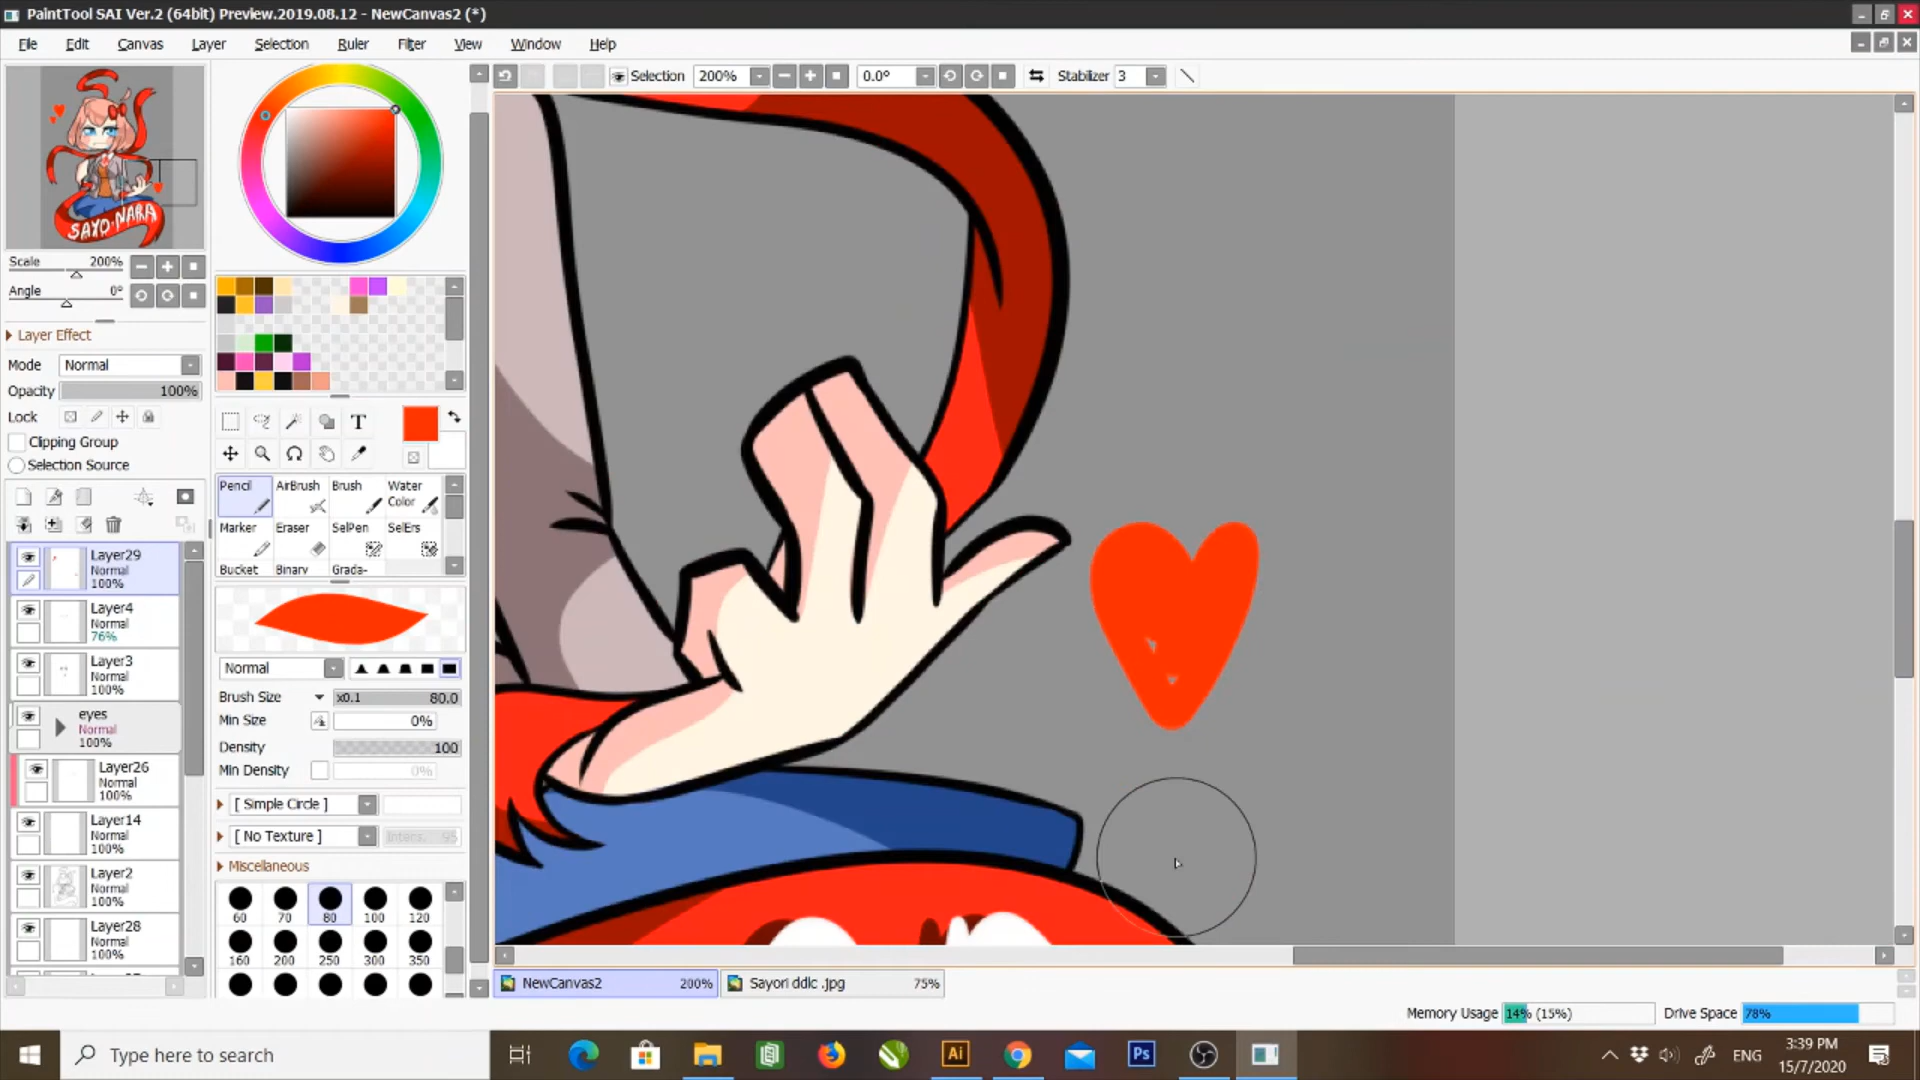 PaintTool SAI Ver.2 (64bit) Preview.2019.08.12 - NewCanvas2 (*)
File Edit Canvas Layer Selection Ruler Filter View Window Help
Selection 200% 0.0° Stabilizer 3
SAYO-NARA
Scale 200%
Angle 0°
Layer Effect
Mode Normal
Opacity 100%
Lock
Clipping Group
Selection Source
Layer29
Normal
100%
Layer4
Normal
76%
Layer3
Normal
100%
eyes
Normal
100%
Layer26
Normal
100%
Layer14
Normal
100%
Layer2
Normal
100%
Layer28
Normal
100%
T
Pencil AirBrush Brush Water Color
Marker Eraser SelPen SelErs
Bucket Binary Grada-
Normal
Brush Size x0.1 80.0
Min Size 0%
Density 100
Min Density 0%
[ Simple Circle ]
[ No Texture ] Intens. 95
Miscellaneous
60 70 80 100 120
160 200 250 300 350
NewCanvas2 200% Sayori ddlc .jpg 75%
Memory Usage 14% (15%) Drive Space 78%
Type here to search
Ai
Ps
ENG
3:39 PM
15/7/2020